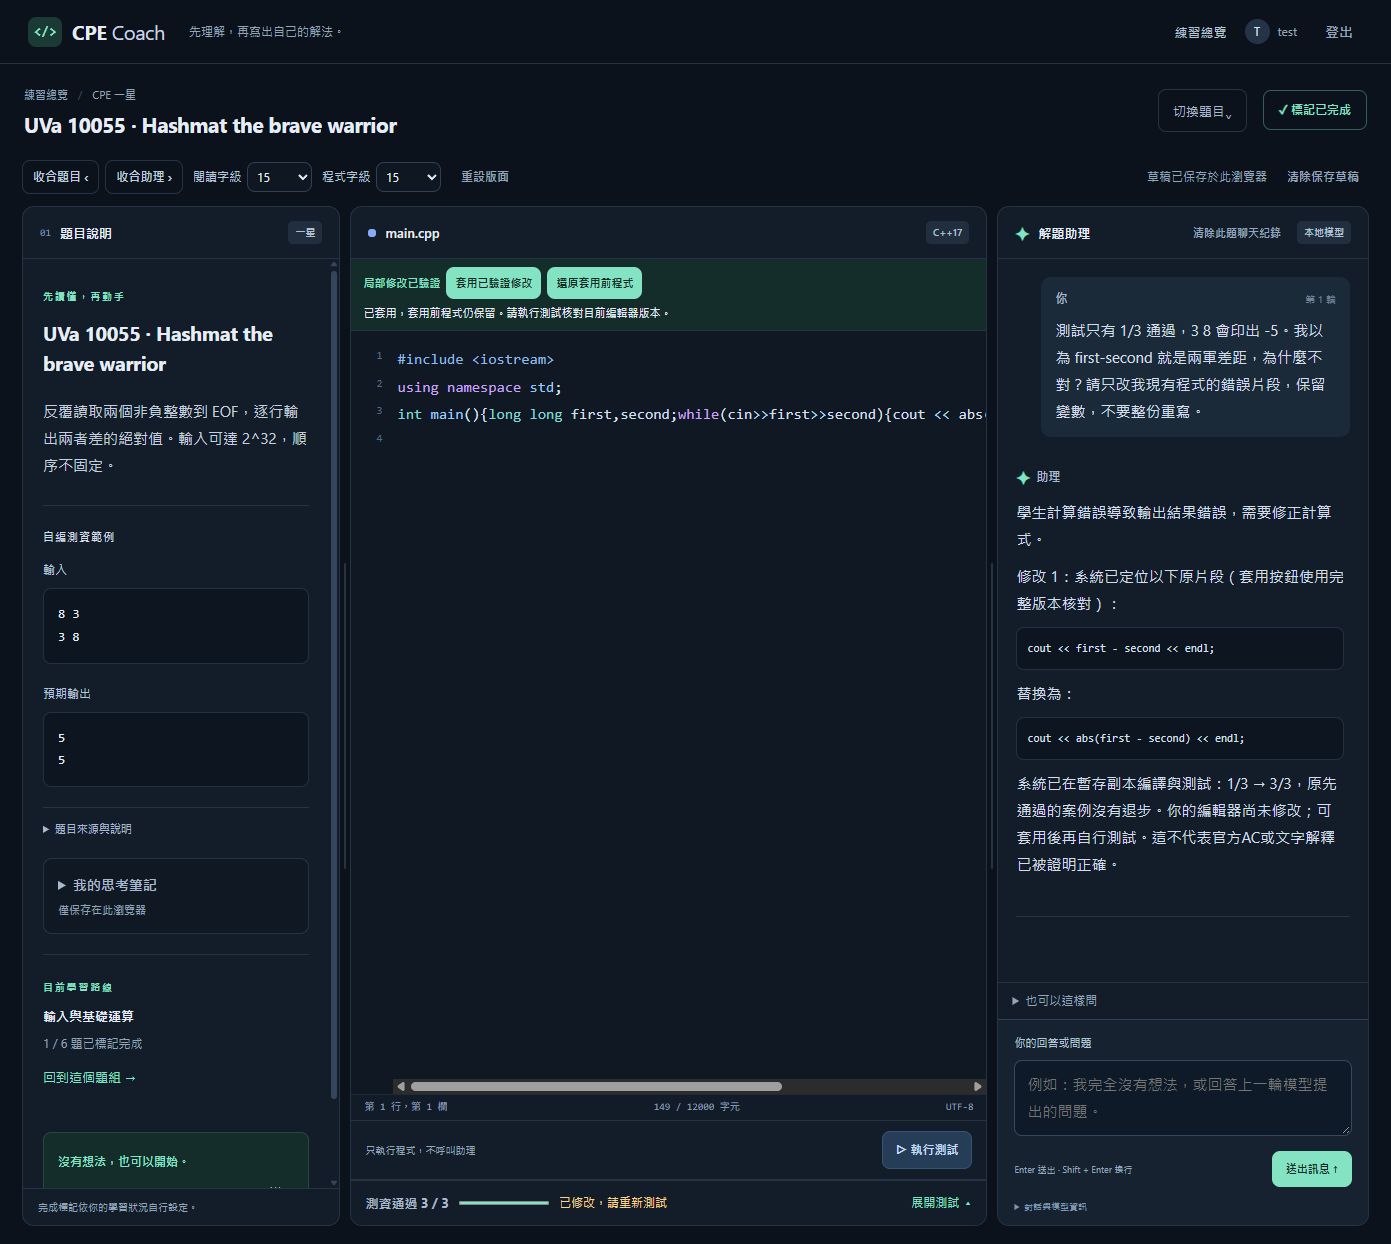 </> CPE Coach 先理解，再寫出自己的解法。 練習總覽 T test 登出
練習總覽 / CPE 一星
UVa 10055 · Hashmat the brave warrior
切換題目⌄ ✓ 標記已完成
收合題目 ‹ 收合助理 › 閱讀字級 15 程式字級 15 重設版面 草稿已保存於此瀏覽器 清除保存草稿
01 題目說明 一星
先讀懂，再動手
UVa 10055 · Hashmat the
brave warrior
反覆讀取兩個非負整數到 EOF，逐行輸
出兩者差的絕對值。輸入可達 2^32，順
序不固定。
自編測資範例
輸入
8 3
3 8
預期輸出
5
5
▶ 題目來源與說明
▶ 我的思考筆記
僅保存在此瀏覽器
目前學習路線
輸入與基礎運算
1 / 6 題已標記完成
回到這個題組 →
沒有想法，也可以開始。
完成標記依你的學習狀況自行設定。
main.cpp C++17
局部修改已驗證 套用已驗證修改 還原套用前程式
已套用，套用前程式仍保留。請執行測試核對目前編輯器版本。
1 #include <iostream>
2 using namespace std;
3 int main(){long long first,second;while(cin>>first>>second){cout << abs(
4
第 1 行，第 1 欄 149 / 12000 字元 UTF-8
只執行程式，不呼叫助理 ▷ 執行測試
測資通過 3 / 3 已修改，請重新測試 展開測試 ▴
解題助理 清除此題聊天紀錄 本地模型
你 第 1 輪
測試只有 1/3 通過，3 8 會印出 -5。我以
為 first-second 就是兩軍差距，為什麼不
對？請只改我現有程式的錯誤片段，保留
變數，不要整份重寫。
助理
學生計算錯誤導致輸出結果錯誤，需要修正計算
式。
修改 1：系統已定位以下原片段（套用按鈕使用完
整版本核對）：
cout << first - second << endl;
替換為：
cout << abs(first - second) << endl;
系統已在暫存副本編譯與測試：1/3 → 3/3，原先
通過的案例沒有退步。你的編輯器尚未修改；可
套用後再自行測試。這不代表官方AC或文字解釋
已被證明正確。
▶ 也可以這樣問
你的回答或問題
例如：我完全沒有想法，或回答上一輪模型提
出的問題。
Enter 送出 · Shift + Enter 換行 送出訊息 ↑
▶ 對話與模型資訊